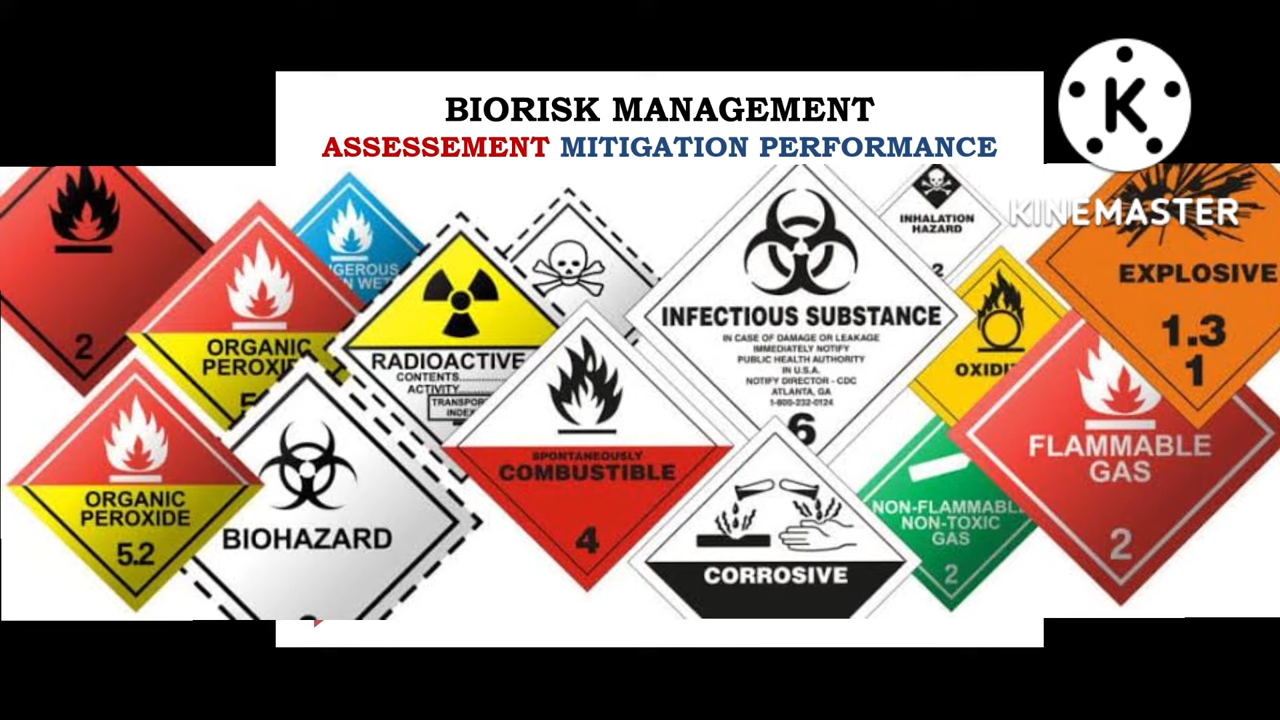 BIORISK MANAGEMENT
ASSESSEMENT MITIGATION PERFORMANCE
K
KINEMASTER
2
ORGANIC
RADIOACTIVE
CONTENTS
ACTIVITY
INFECTIOUS SUBSTANCE
IN CASE OF DAMAGE OR LEAKAGE
IMMEDIATELY NOTIFY
PUBLIC HEALTH AUTHORITY
IN U.S.A.
NOTIFY DIRECTOR - CDC
ATLANTA, GA
1-800-232-0124
6
INHALATION
HAZARD
2
EXPLOSIVE
1.3
1
ORGANIC
PEROXIDE
5.2
BIOHAZARD
SPONTANEOUSLY
COMBUSTIBLE
4
CORROSIVE
NON-FLAMMABLE
NON-TOXIC
GAS
2
FLAMMABLE
GAS
2